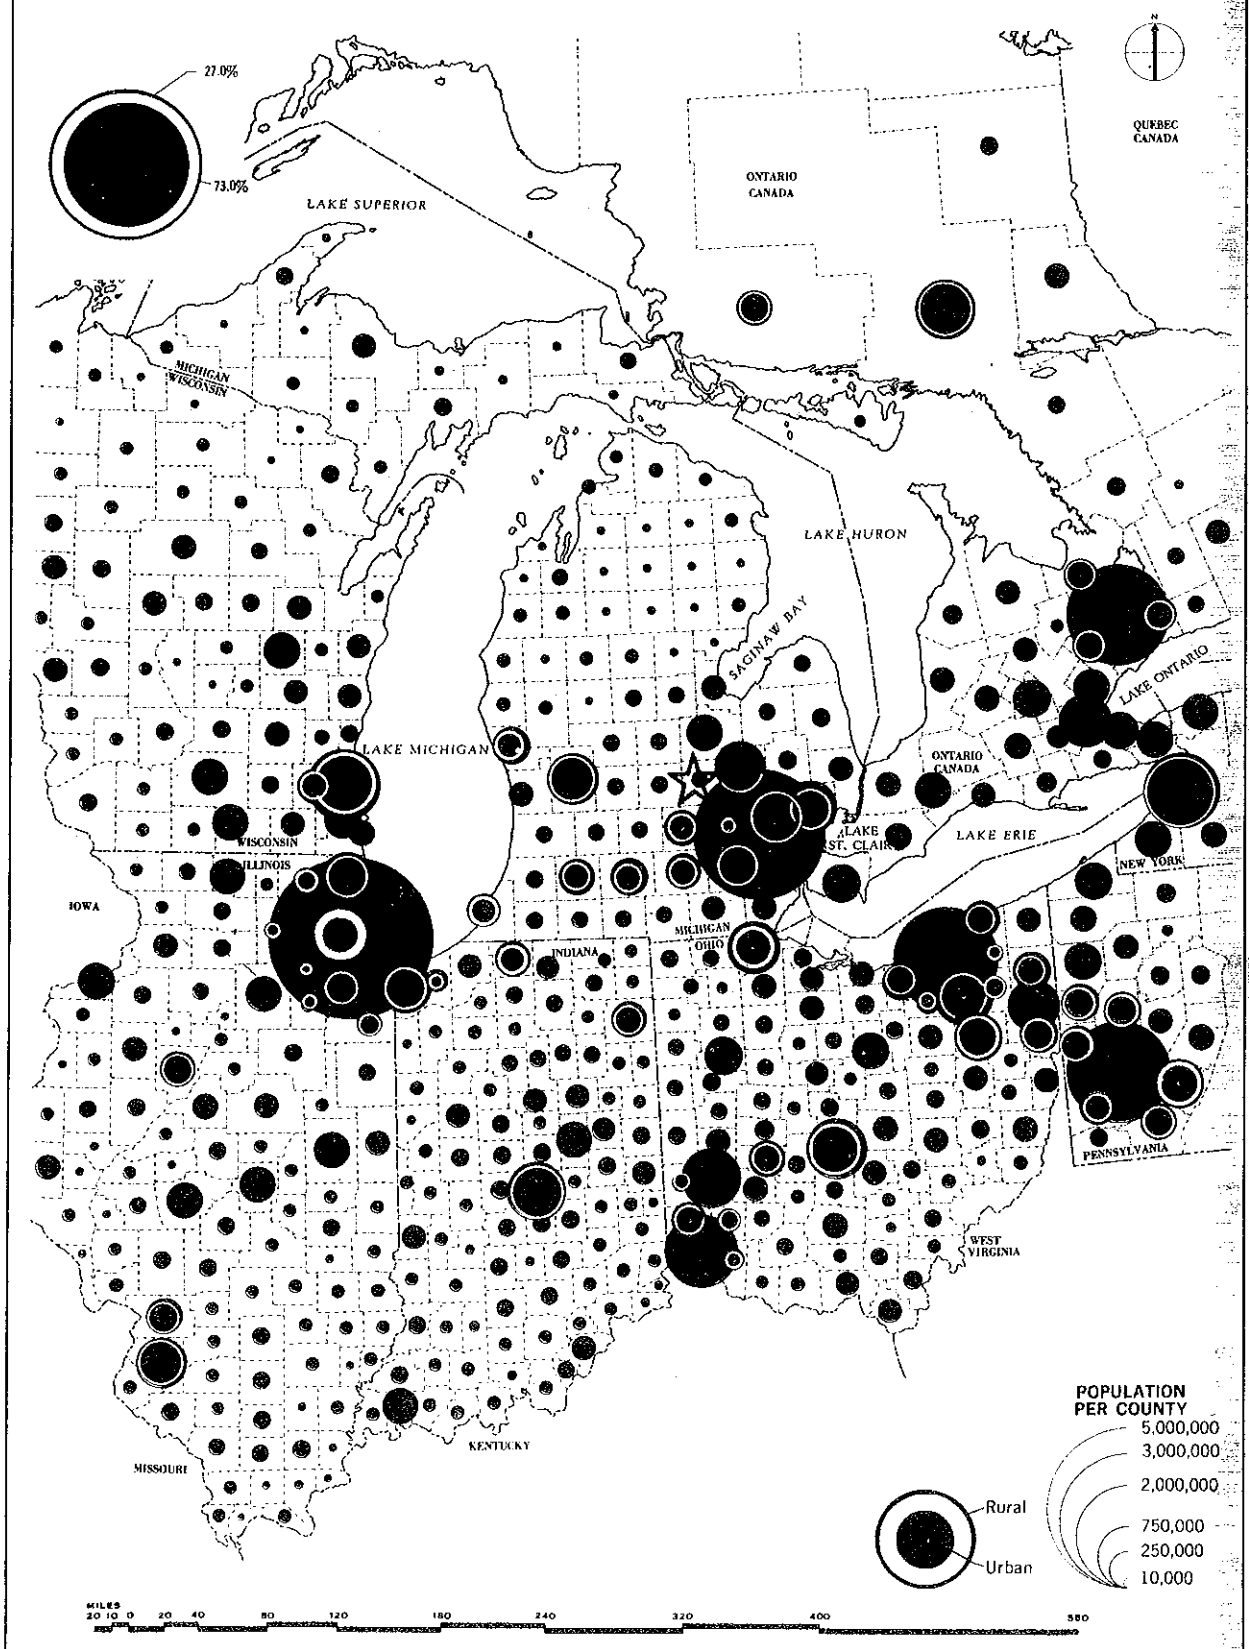 N
27.0%
73.0%
QUEBEC
CANADA
ONTARIO
CANADA
LAKE SUPERIOR
MICHIGAN
WISCONSIN
LAKE HURON
SAGINAW BAY
LAKE ONTARIO
LAKE MICHIGAN
ONTARIO
CANADA
WISCONSIN
ILLINOIS
LAKE
ST. CLAIR
LAKE ERIE
NEW YORK
IOWA
MICHIGAN
OHIO
INDIANA
PENNSYLVANIA
WEST
VIRGINIA
KENTUCKY
MISSOURI
POPULATION
PER COUNTY
5,000,000
3,000,000
2,000,000
750,000
250,000
10,000
Rural
Urban
MILES
20 10 0 20 40 80 120 180 240 320 400 580